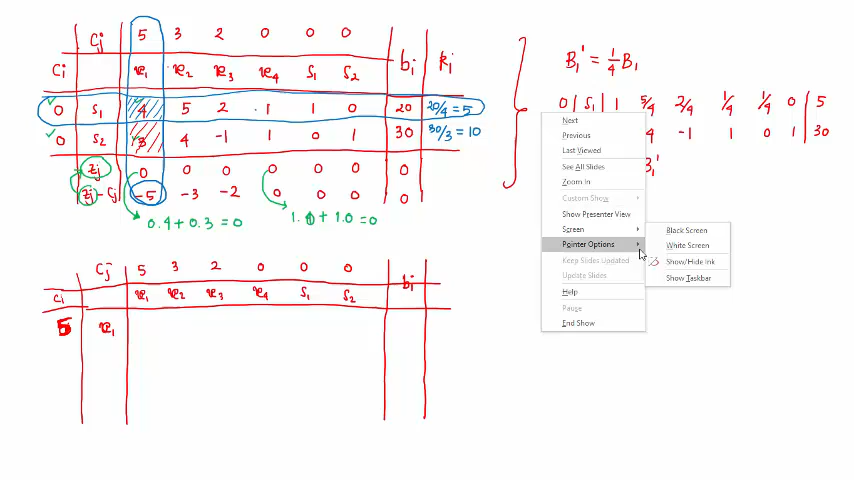 Cj 5 3 2 0 0 0
Ci x₁ x₂ x₃ x₄ S₁ S₂ bi Ri
0 S₁ 4 5 2 1 1 0 20 20/4 = 5
0 S₂ 3 4 -1 1 0 1 30 30/3 = 10
Zj 0 0 0 0 0 0 0
Zj - Cj -5 -3 -2 0 0 0 0
0.4 + 0.3 = 0
1.0 + 1.0 = 0
Cj 5 3 2 0 0 0
Ci x₁ x₂ x₃ x₄ S₁ S₂ bi
5 x₁
B₁' = 1/4 B₁
0 S₁ 1 5/4 2/4 1/4 1/4 0 5
4 -1 1 0 1 30
B₁'
Next
Previous
Last Viewed
See All Slides
Zoom In
Custom Show
Show Presenter View
Screen
Pointer Options
Keep Slides Updated
Update Slides
Help
Pause
End Show
Black Screen
White Screen
Show/Hide Ink
Show Taskbar